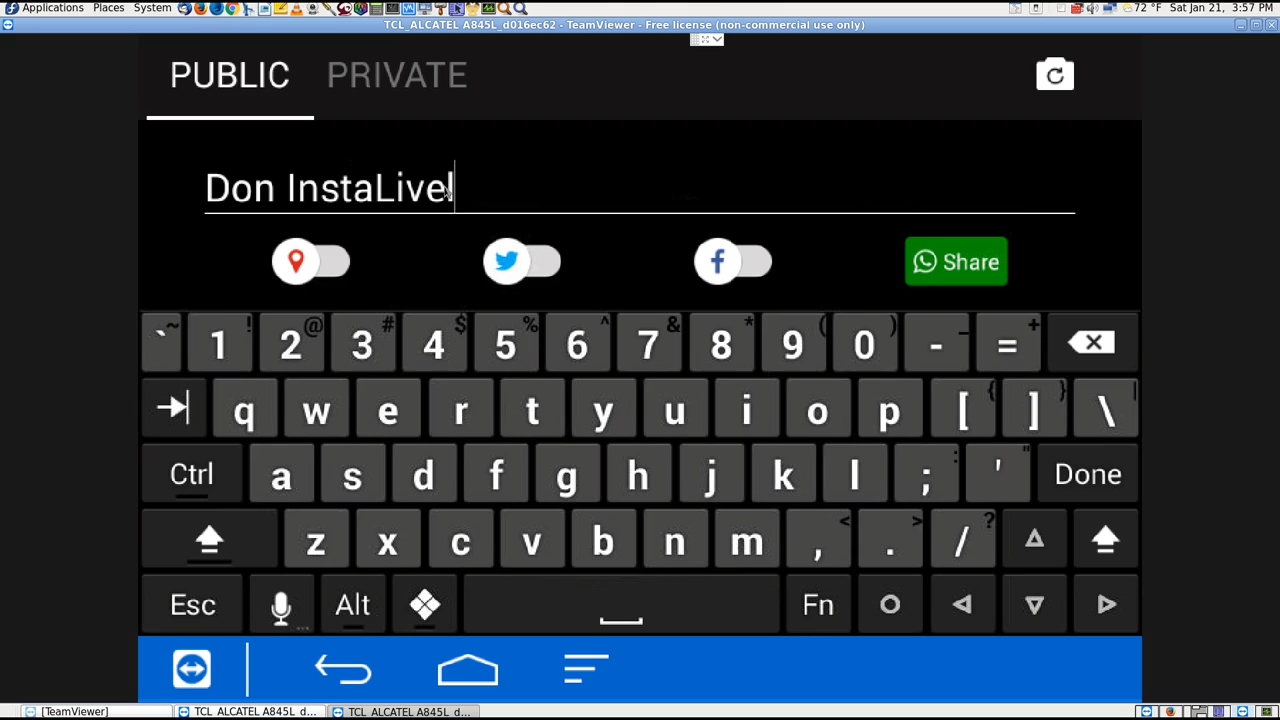 Applications Places System 72 °F Sat Jan 21, 3:57 PM
TCL_ALCATEL A845L_d016ec62 - TeamViewer - Free license (non-commercial use only)
PUBLIC PRIVATE
Don InstaLive!
Share
` ~ 1 ! 2 @ 3 # 4 $ 5 % 6 ^ 7 & 8 * 9 ( 0 ) - _ = +
q w e r t y u i o p [ { ] } \ |
Ctrl a s d f g h j k l ; : ' " Done
z x c v b n m , < . > / ?
Esc Alt Fn
[TeamViewer] TCL_ALCATEL A845L_d... TCL_ALCATEL A845L_d...